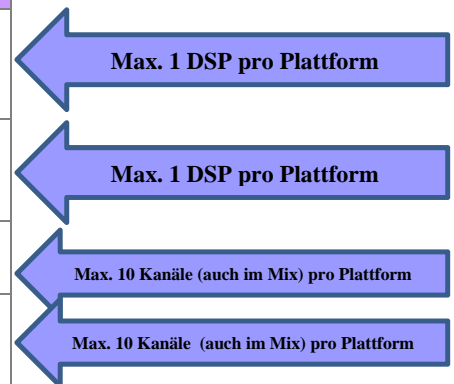 Max. 1 DSP pro Plattform
Max. 1 DSP pro Plattform
Max. 10 Kanäle (auch im Mix) pro Plattform
Max. 10 Kanäle (auch im Mix) pro Plattform